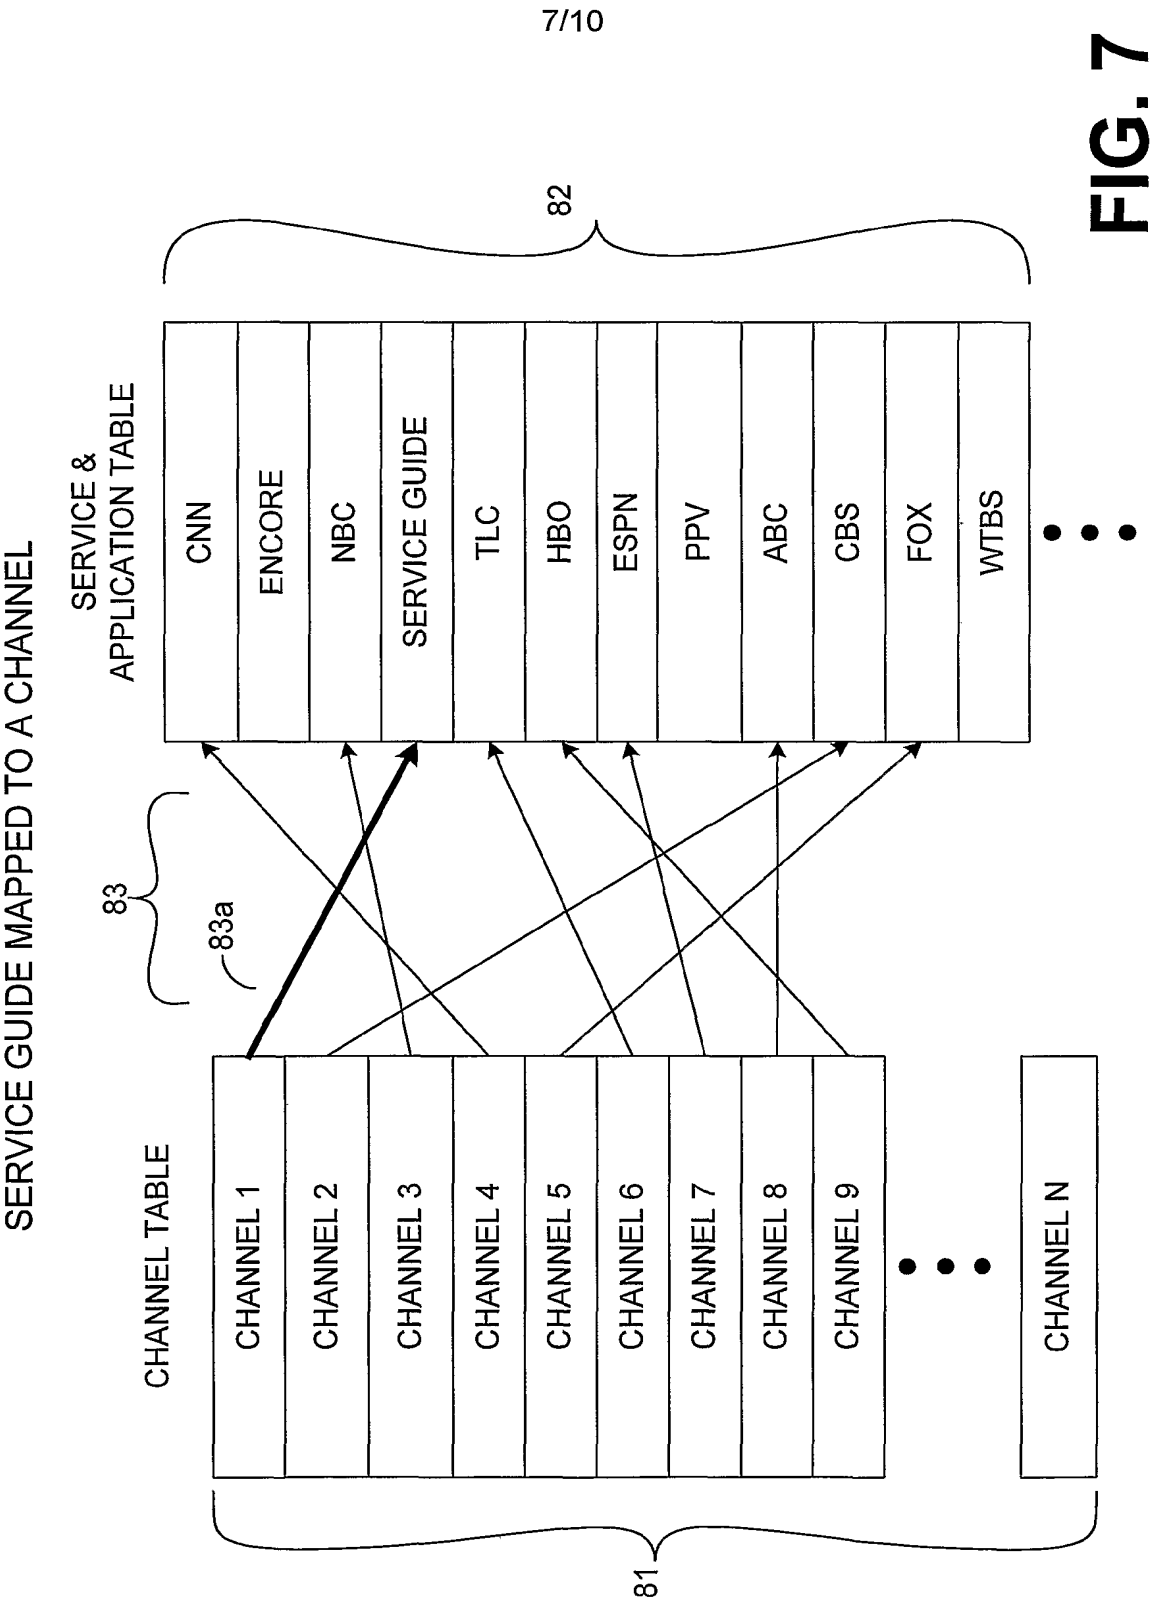 7/10
SERVICE GUIDE MAPPED TO A CHANNEL
CHANNEL TABLE
CHANNEL 1
CHANNEL 2
CHANNEL 3
CHANNEL 4
CHANNEL 5
CHANNEL 6
CHANNEL 7
CHANNEL 8
CHANNEL 9
CHANNEL N
81
83
83a
SERVICE &
APPLICATION TABLE
CNN
ENCORE
NBC
SERVICE GUIDE
TLC
HBO
ESPN
PPV
ABC
CBS
FOX
WTBS
82
FIG. 7